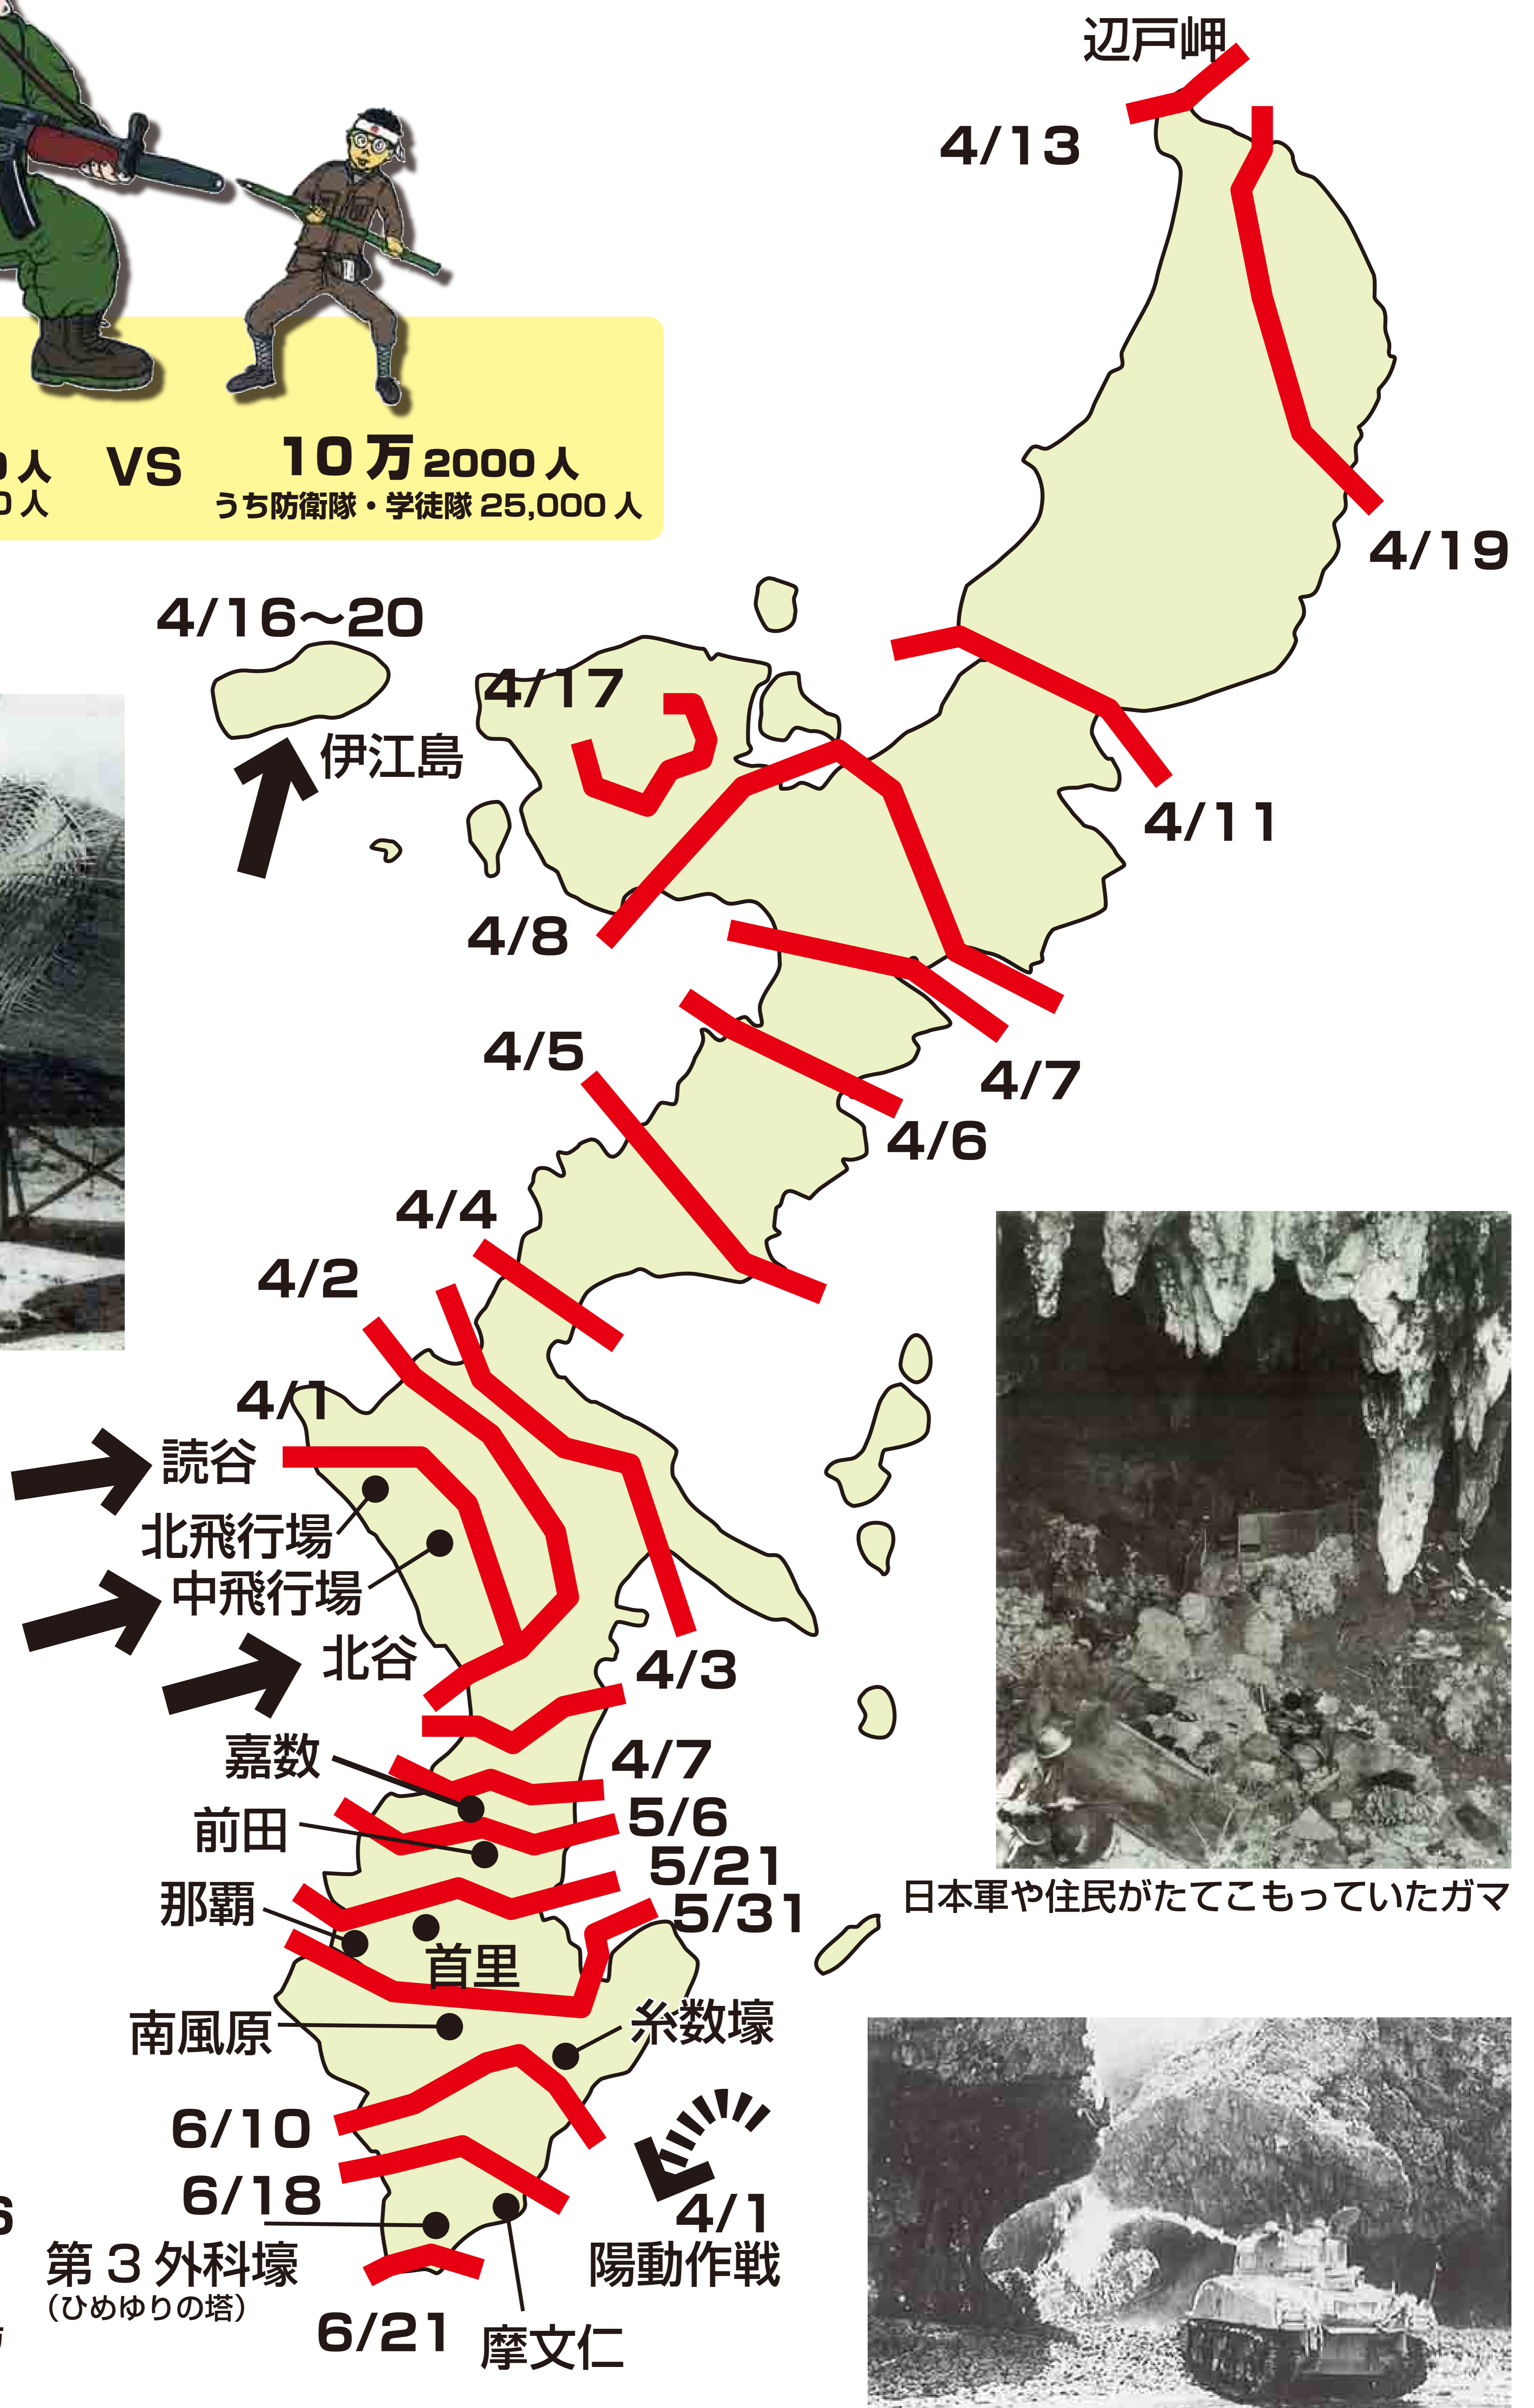 辺戸岬
4/13
人 VS 10万2000人
人 うち防衛隊・学徒隊 25,000人
4/19
4/16～20
伊江島
4/17
4/11
4/8
4/7
4/6
4/5
4/4
4/2
4/1
読谷
北飛行場
中飛行場
北谷
4/3
嘉数
4/7
前田
5/6
5/21
5/31
那覇
首里
日本軍や住民がたてこもっていたガマ
南風原
糸数壕
6/10
6/18
4/1
陽動作戦
第3外科壕
（ひめゆりの塔）
6/21
摩文仁